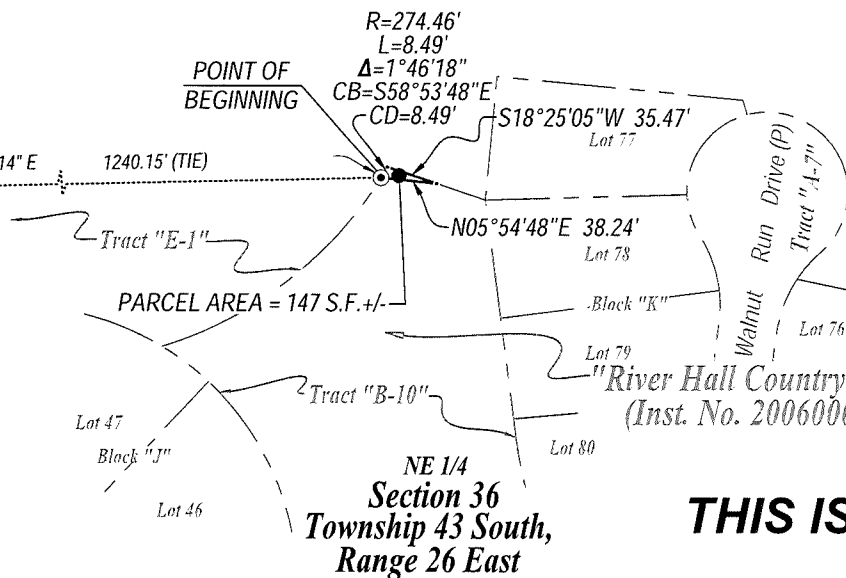 R=274.46'
L=8.49'
Δ=1°46'18"
CB=S58°53'48"E
CD=8.49'
POINT OF
BEGINNING
S18°25'05"W 35.47'
Lot 77
14" E
1240.15' (TIE)
Tract "E-1"
N05°54'48"E 38.24'
Lot 78
Walnut Run Drive (P)
Tract "A-7"
PARCEL AREA = 147 S.F.+/-
Block "K"
Lot 76
Lot 79
"River Hall Country
(Inst. No. 2006006
Tract "B-10"
Lot 47
Block "J"
Lot 80
Lot 46
NE 1/4
Section 36
Township 43 South,
Range 26 East
THIS IS